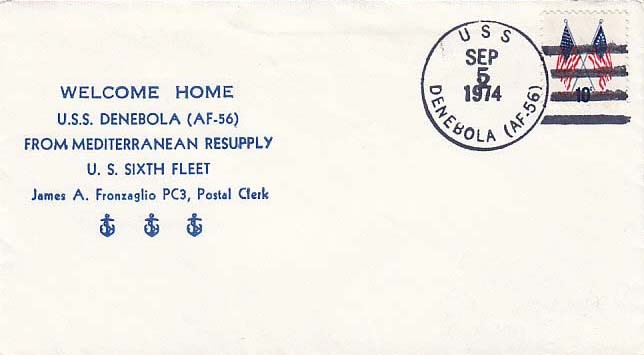 WELCOME HOME
U.S.S. DENEBOLA (AF-56)
FROM MEDITERRANEAN RESUPPLY
U. S. SIXTH FLEET
James A. Fronzaglio PC3, Postal Clerk
USS
SEP
5
1974
DENEBOLA (AF-56)
10c